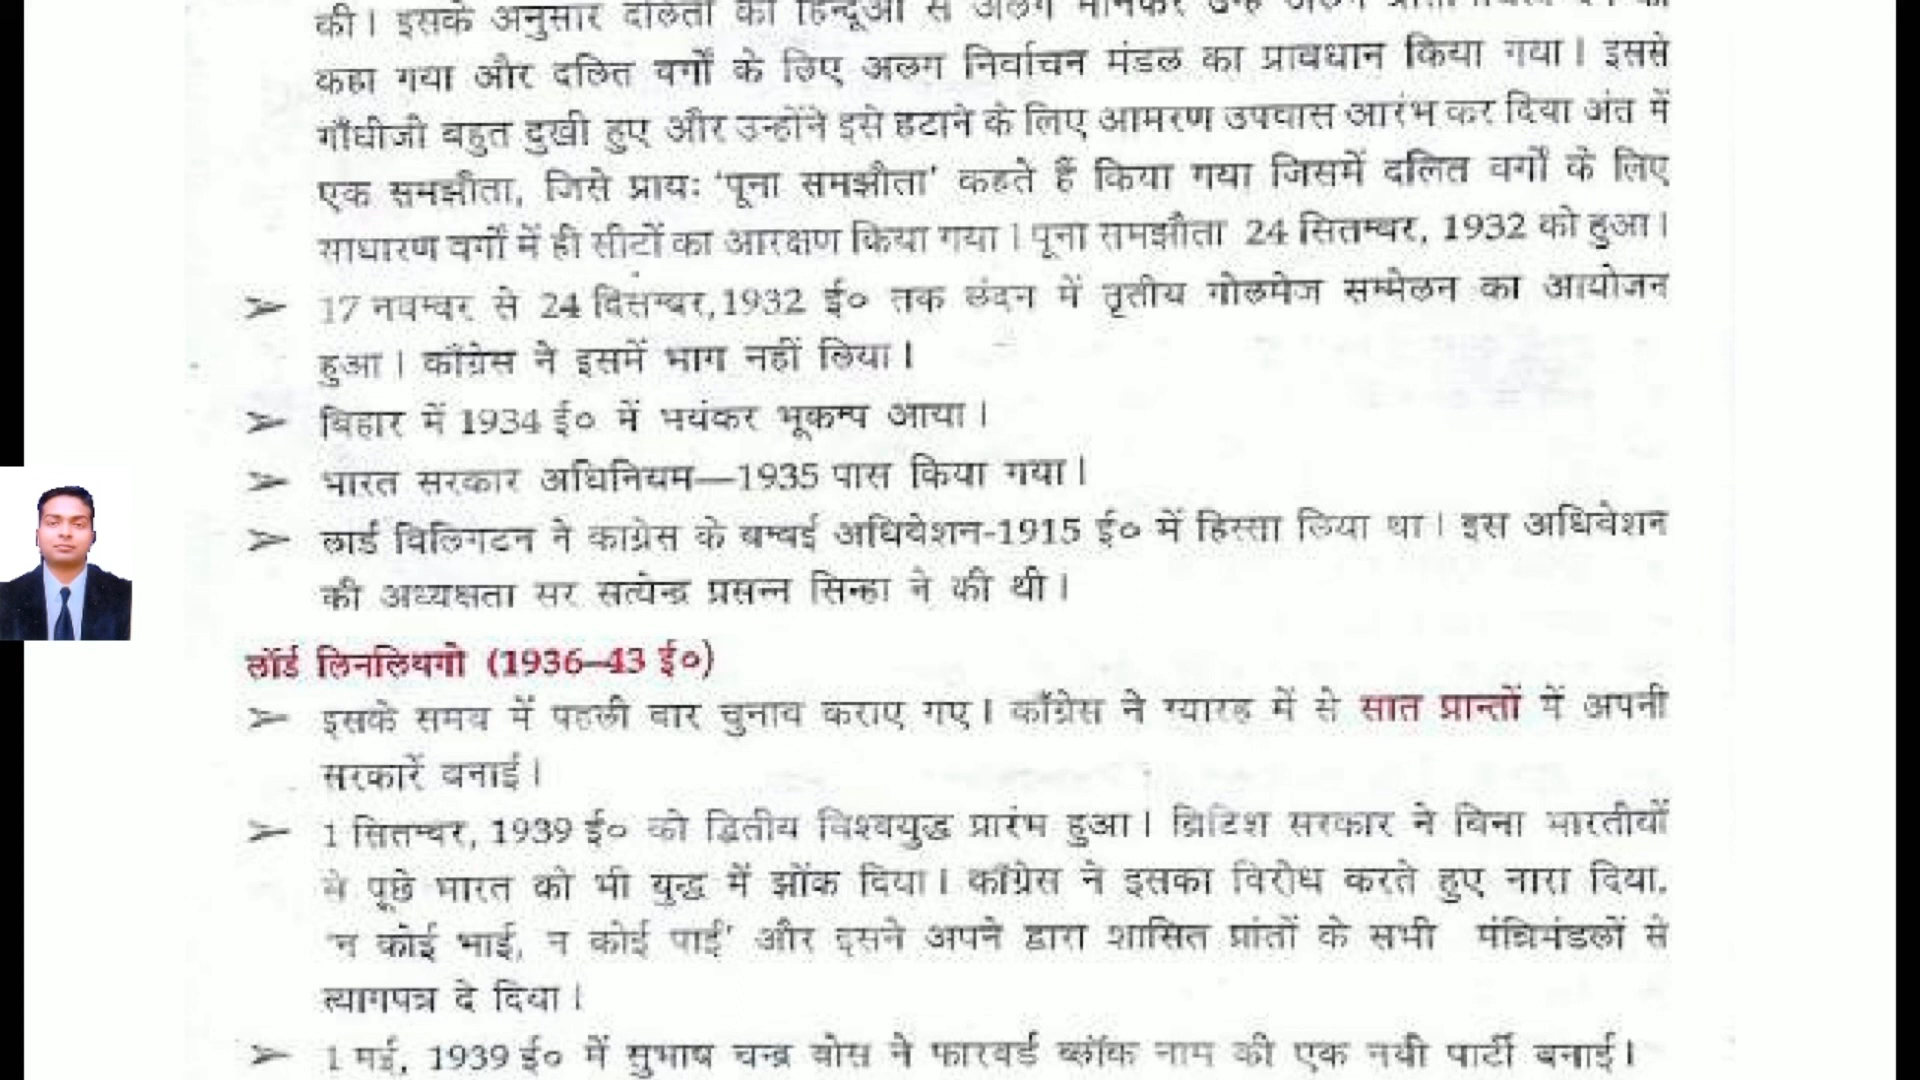 की। इसके अनुसार दलितों को हिन्दूओं से अलग मानकर उन्हें अलग
कहा गया और दलित वर्गों के लिए अलग निर्वाचन मंडल का प्रावधान किया गया। इससे
गाँधीजी बहुत दुखी हुए और उन्होंने इसे हटाने के लिए आमरण उपवास आरंभ कर दिया अंत में
एक समझौता, जिसे प्रायः 'पूना समझौता' कहते हैं किया गया जिसमें दलित वर्गों के लिए
साधारण वर्गों में ही सीटों का आरक्षण किया गया। पूना समझौता 24 सितम्बर, 1932 को हुआ।
➢ 17 नवम्वर से 24 दिसम्बर, 1932 ई० तक लंदन में तृतीय गोलमेज सम्मेलन का आयोजन
हुआ। काँग्रेस ने इसमें भाग नहीं लिया।
➢ बिहार में 1934 ई० में भयंकर भूकम्प आया।
➢ भारत सरकार अधिनियम—1935 पास किया गया।
➢ लार्ड विलिंगटन ने काग्रेस के बम्बई अधिवेशन-1915 ई० में हिस्सा लिया था। इस अधिवेशन
की अध्यक्षता सर सत्येन्द्र प्रसन्न सिन्हा ने की थी।
लॉर्ड लिनलिथगो (1936–43 ई०)
➢ इसके समय में पहली बार चुनाव कराए गए। काँग्रेस ने ग्यारह में से सात प्रान्तों में अपनी
सरकारें बनाई।
➢ 1 सितम्बर, 1939 ई० को द्वितीय विश्वयुद्ध प्रारंभ हुआ। ब्रिटिश सरकार ने बिना भारतीयों
से पूछे भारत को भी युद्ध में झोंक दिया। काँग्रेस ने इसका विरोध करते हुए नारा दिया,
'न कोई भाई, न कोई पाई' और इसने अपने द्वारा शासित प्रांतों के सभी मंत्रिमंडलों से
त्यागपत्र दे दिया।
➢ 1 मई, 1939 ई० में सुभाष चन्द्र बोस ने फारवर्ड ब्लॉक नाम की एक नयी पार्टी बनाई।